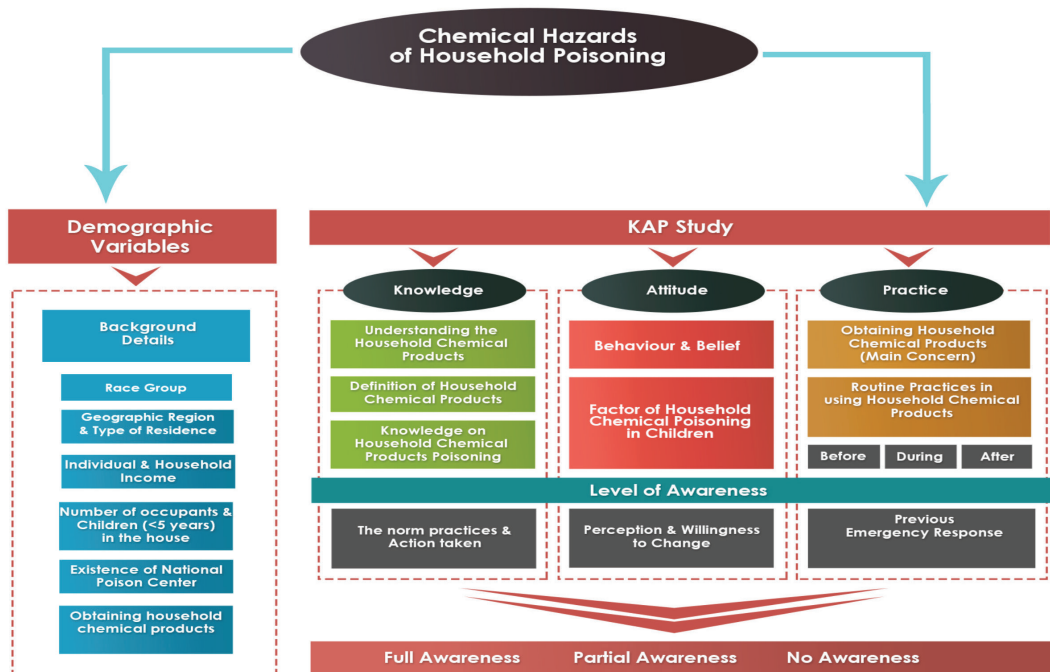 Chemical Hazards
of Household Poisoning
Demographic
Variables
Background
Details
Race Group
Geographic Region
& Type of Residence
Individual & Household
Income
Number of occupants &
Children (<5 years)
in the house
Existence of National
Poison Center
Obtaining household
chemical products
KAP Study
Knowledge
Understanding the
Household Chemical
Products
Definition of Household
Chemical Products
Knowledge on
Household Chemical
Products Poisoning
Attitude
Behaviour & Belief
Factor of Household
Chemical Poisoning
in Children
Practice
Obtaining Household
Chemical Products
(Main Concern)
Routine Practices in
using Household Chemical
Products
Before
During
After
Level of Awareness
The norm practices &
Action taken
Perception & Willingness
to Change
Previous
Emergency Response
Full Awareness
Partial Awareness
No Awareness